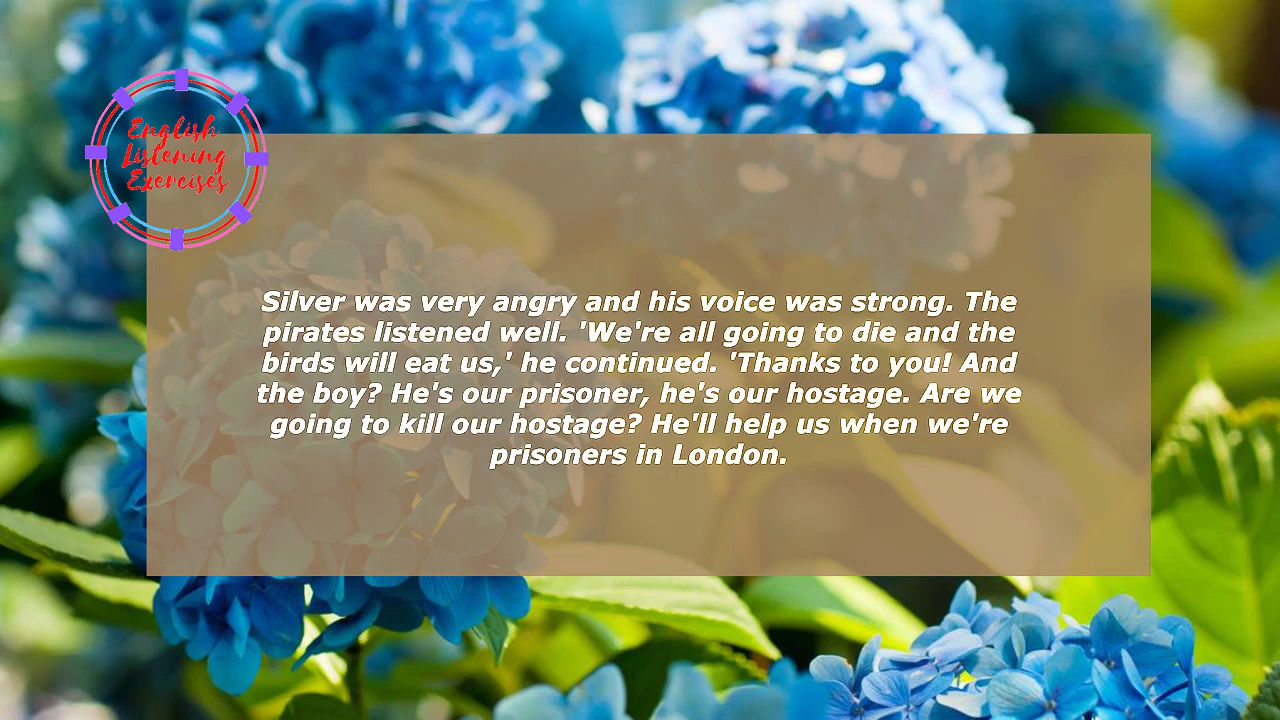 English
Listening
Exercises
Silver was very angry and his voice was strong. The
pirates listened well. 'We're all going to die and the
birds will eat us,' he continued. 'Thanks to you! And
the boy? He's our prisoner, he's our hostage. Are we
going to kill our hostage? He'll help us when we're
prisoners in London.